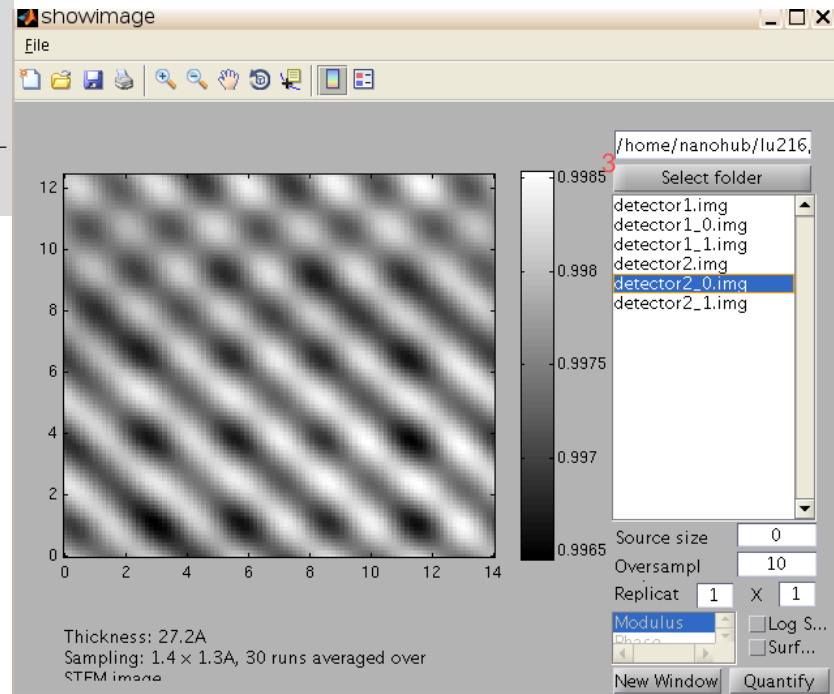 showimage
File
/home/nanohub/lu216,
3
Select folder
detector1.img
detector1_0.img
detector1_1.img
detector2.img
detector2_0.img
detector2_1.img
12
10
8
6
4
2
0
0 2 4 6 8 10 12 14
0.9985
0.998
0.9975
0.997
0.9965
Source size 0
Oversampl 10
Replicat 1 X 1
Modulus
Phase
Log S...
Surf...
New Window Quantify
Thickness: 27.2A
Sampling: 1.4 × 1.3A, 30 runs averaged over
STEM image